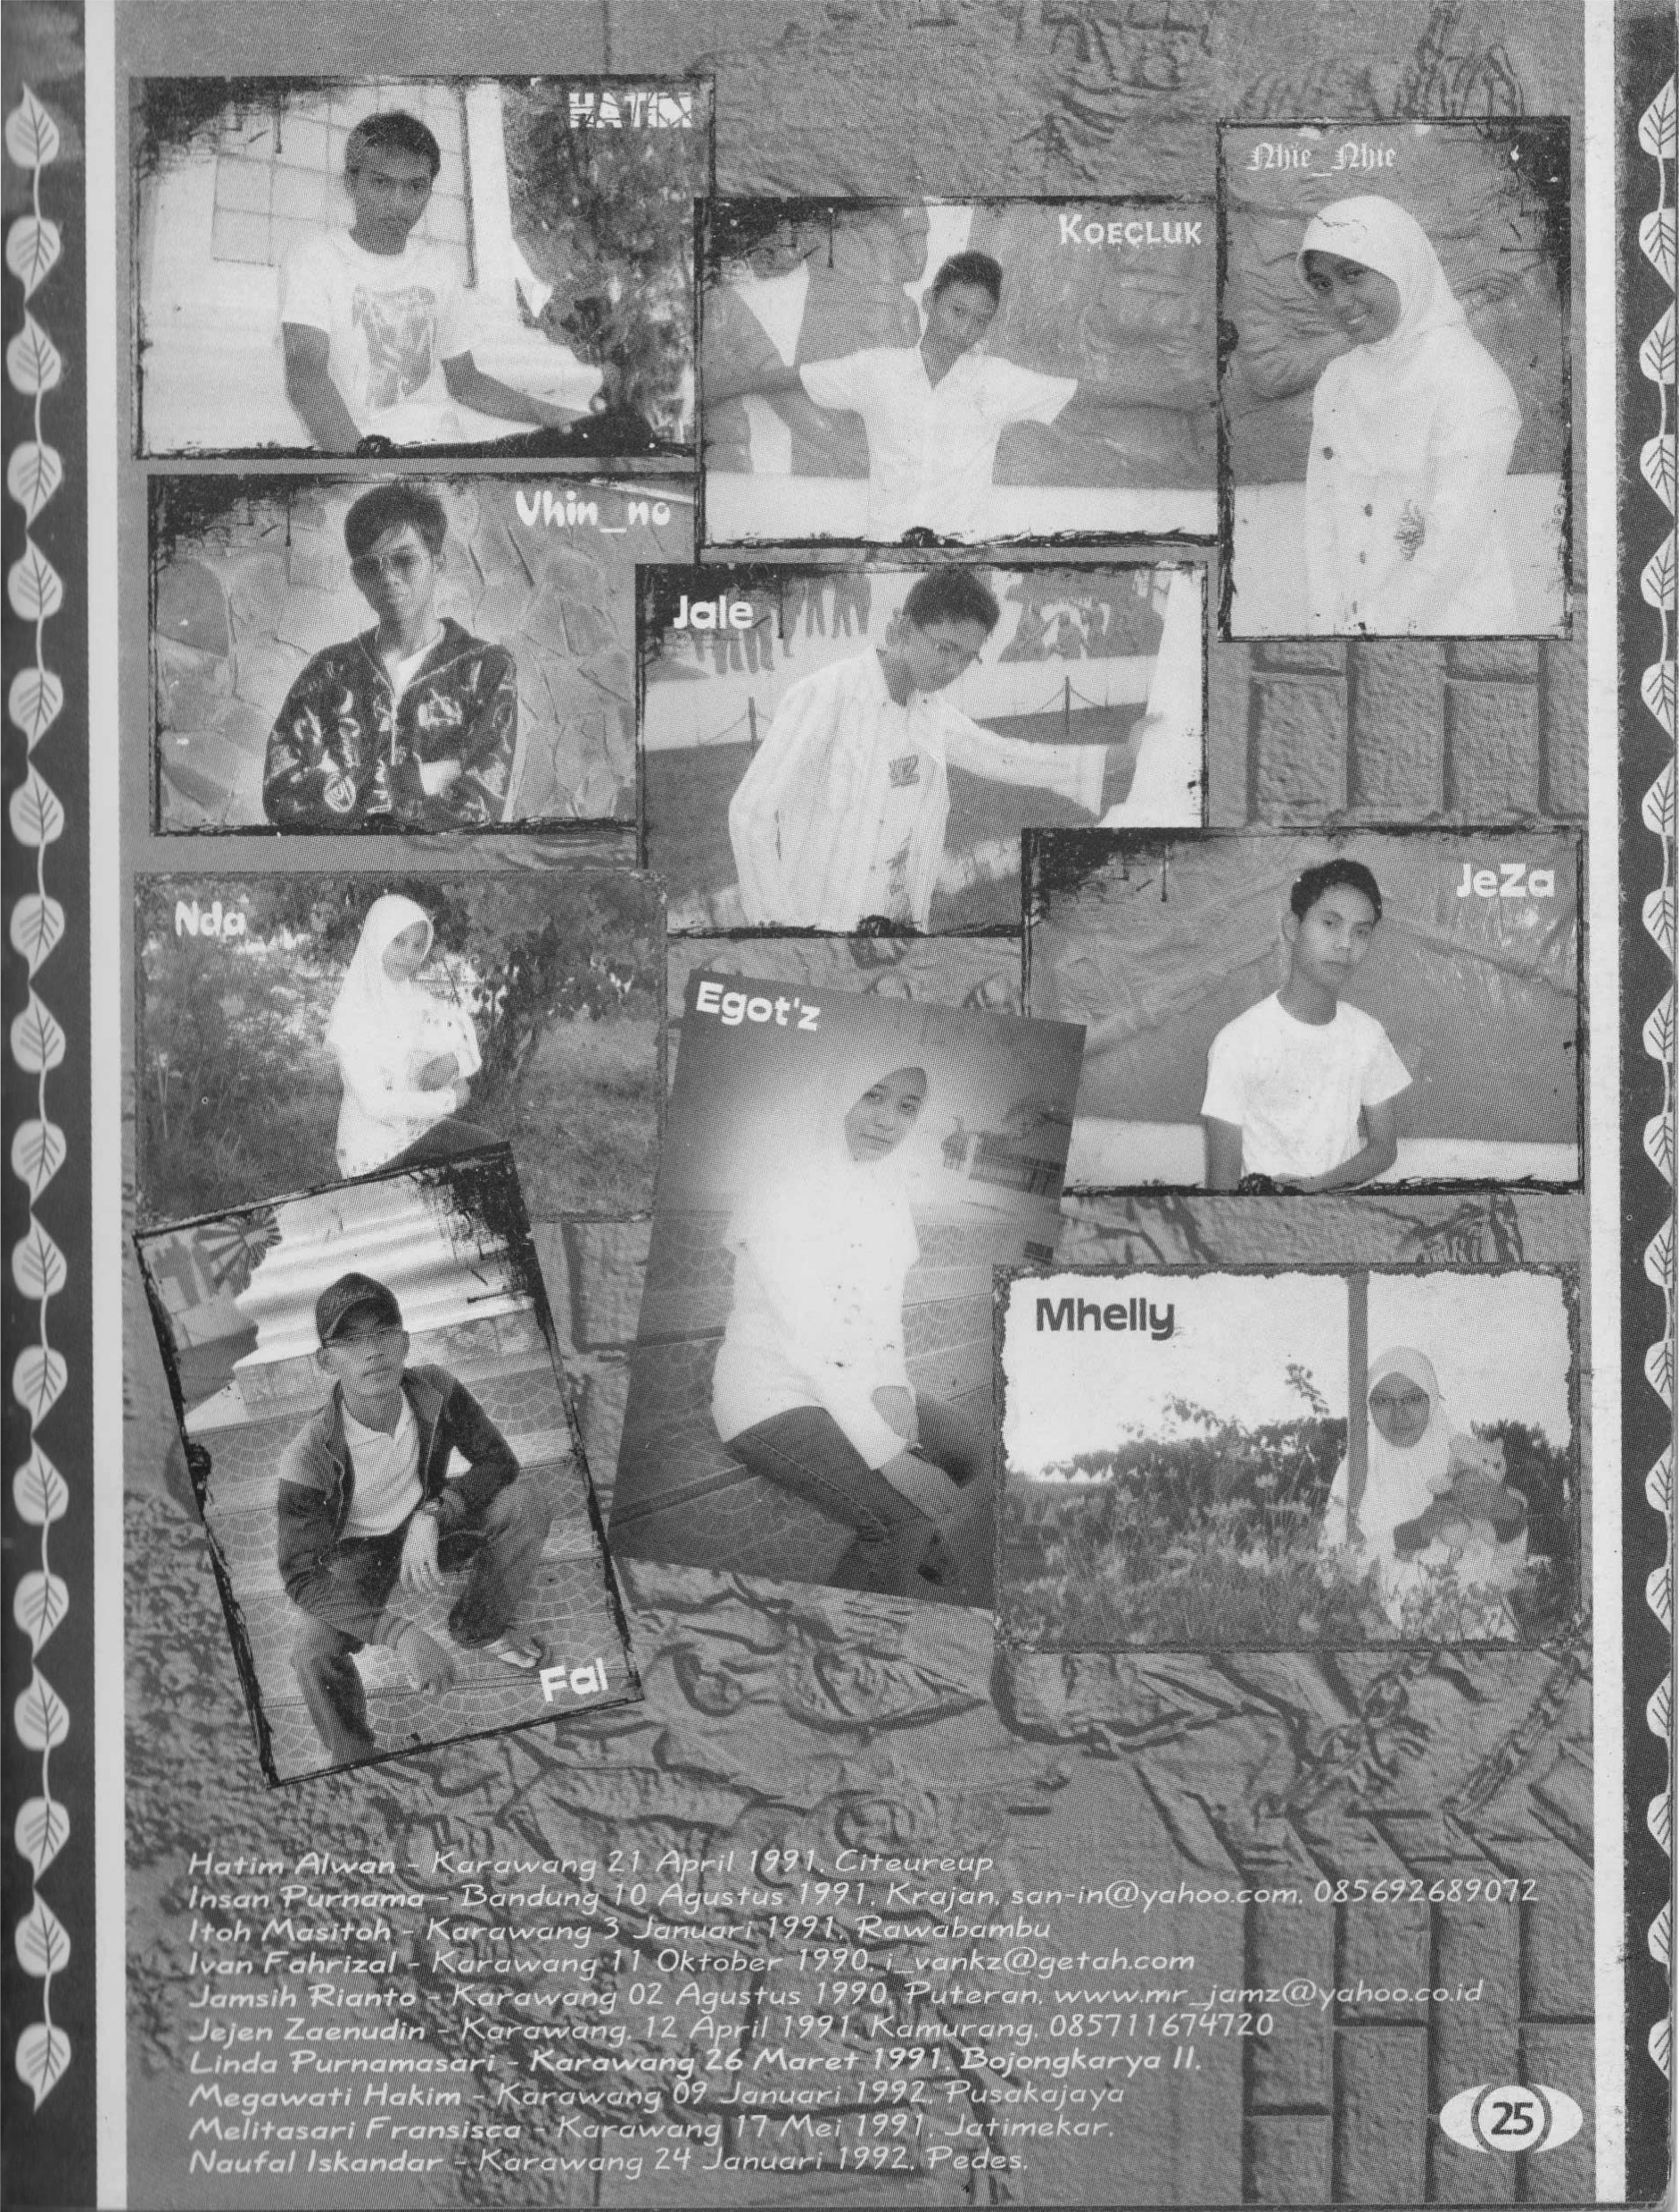 HATIM
KOECLUK
Nhie_Nhie
Vhin_no
Jale
JeZa
Nda
Egot'z
Mhelly
Fal
Hatim Alwan - Karawang 21 April 1991, Citeureup
Insan Purnama - Bandung 10 Agustus 1991, Krajan, san-in@yahoo.com, 085692689072
Itoh Masitoh - Karawang 3 Januari 1991, Rawabambu
Ivan Fahrizal - Karawang 11 Oktober 1990, i_vankz@getah.com
Jamsih Rianto - Karawang 02 Agustus 1990, Puteran, www.mr_jamz@yahoo.co.id
Jejen Zaenudin - Karawang, 12 April 1991, Kamurang, 085711674720
Linda Purnamasari - Karawang 26 Maret 1991, Bojongkarya II,
Megawati Hakim - Karawang 09 Januari 1992, Pusakajaya
Melitasari Fransisca - Karawang 17 Mei 1991, Jatimekar,
Naufal Iskandar - Karawang 24 Januari 1992, Pedes,
25